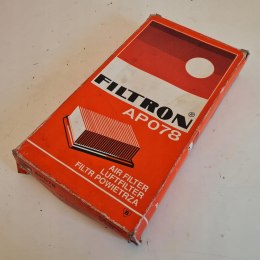 FILTRON®
AP078
AIR FILTER
LUFTFILTER
FILTR POWIETRZA